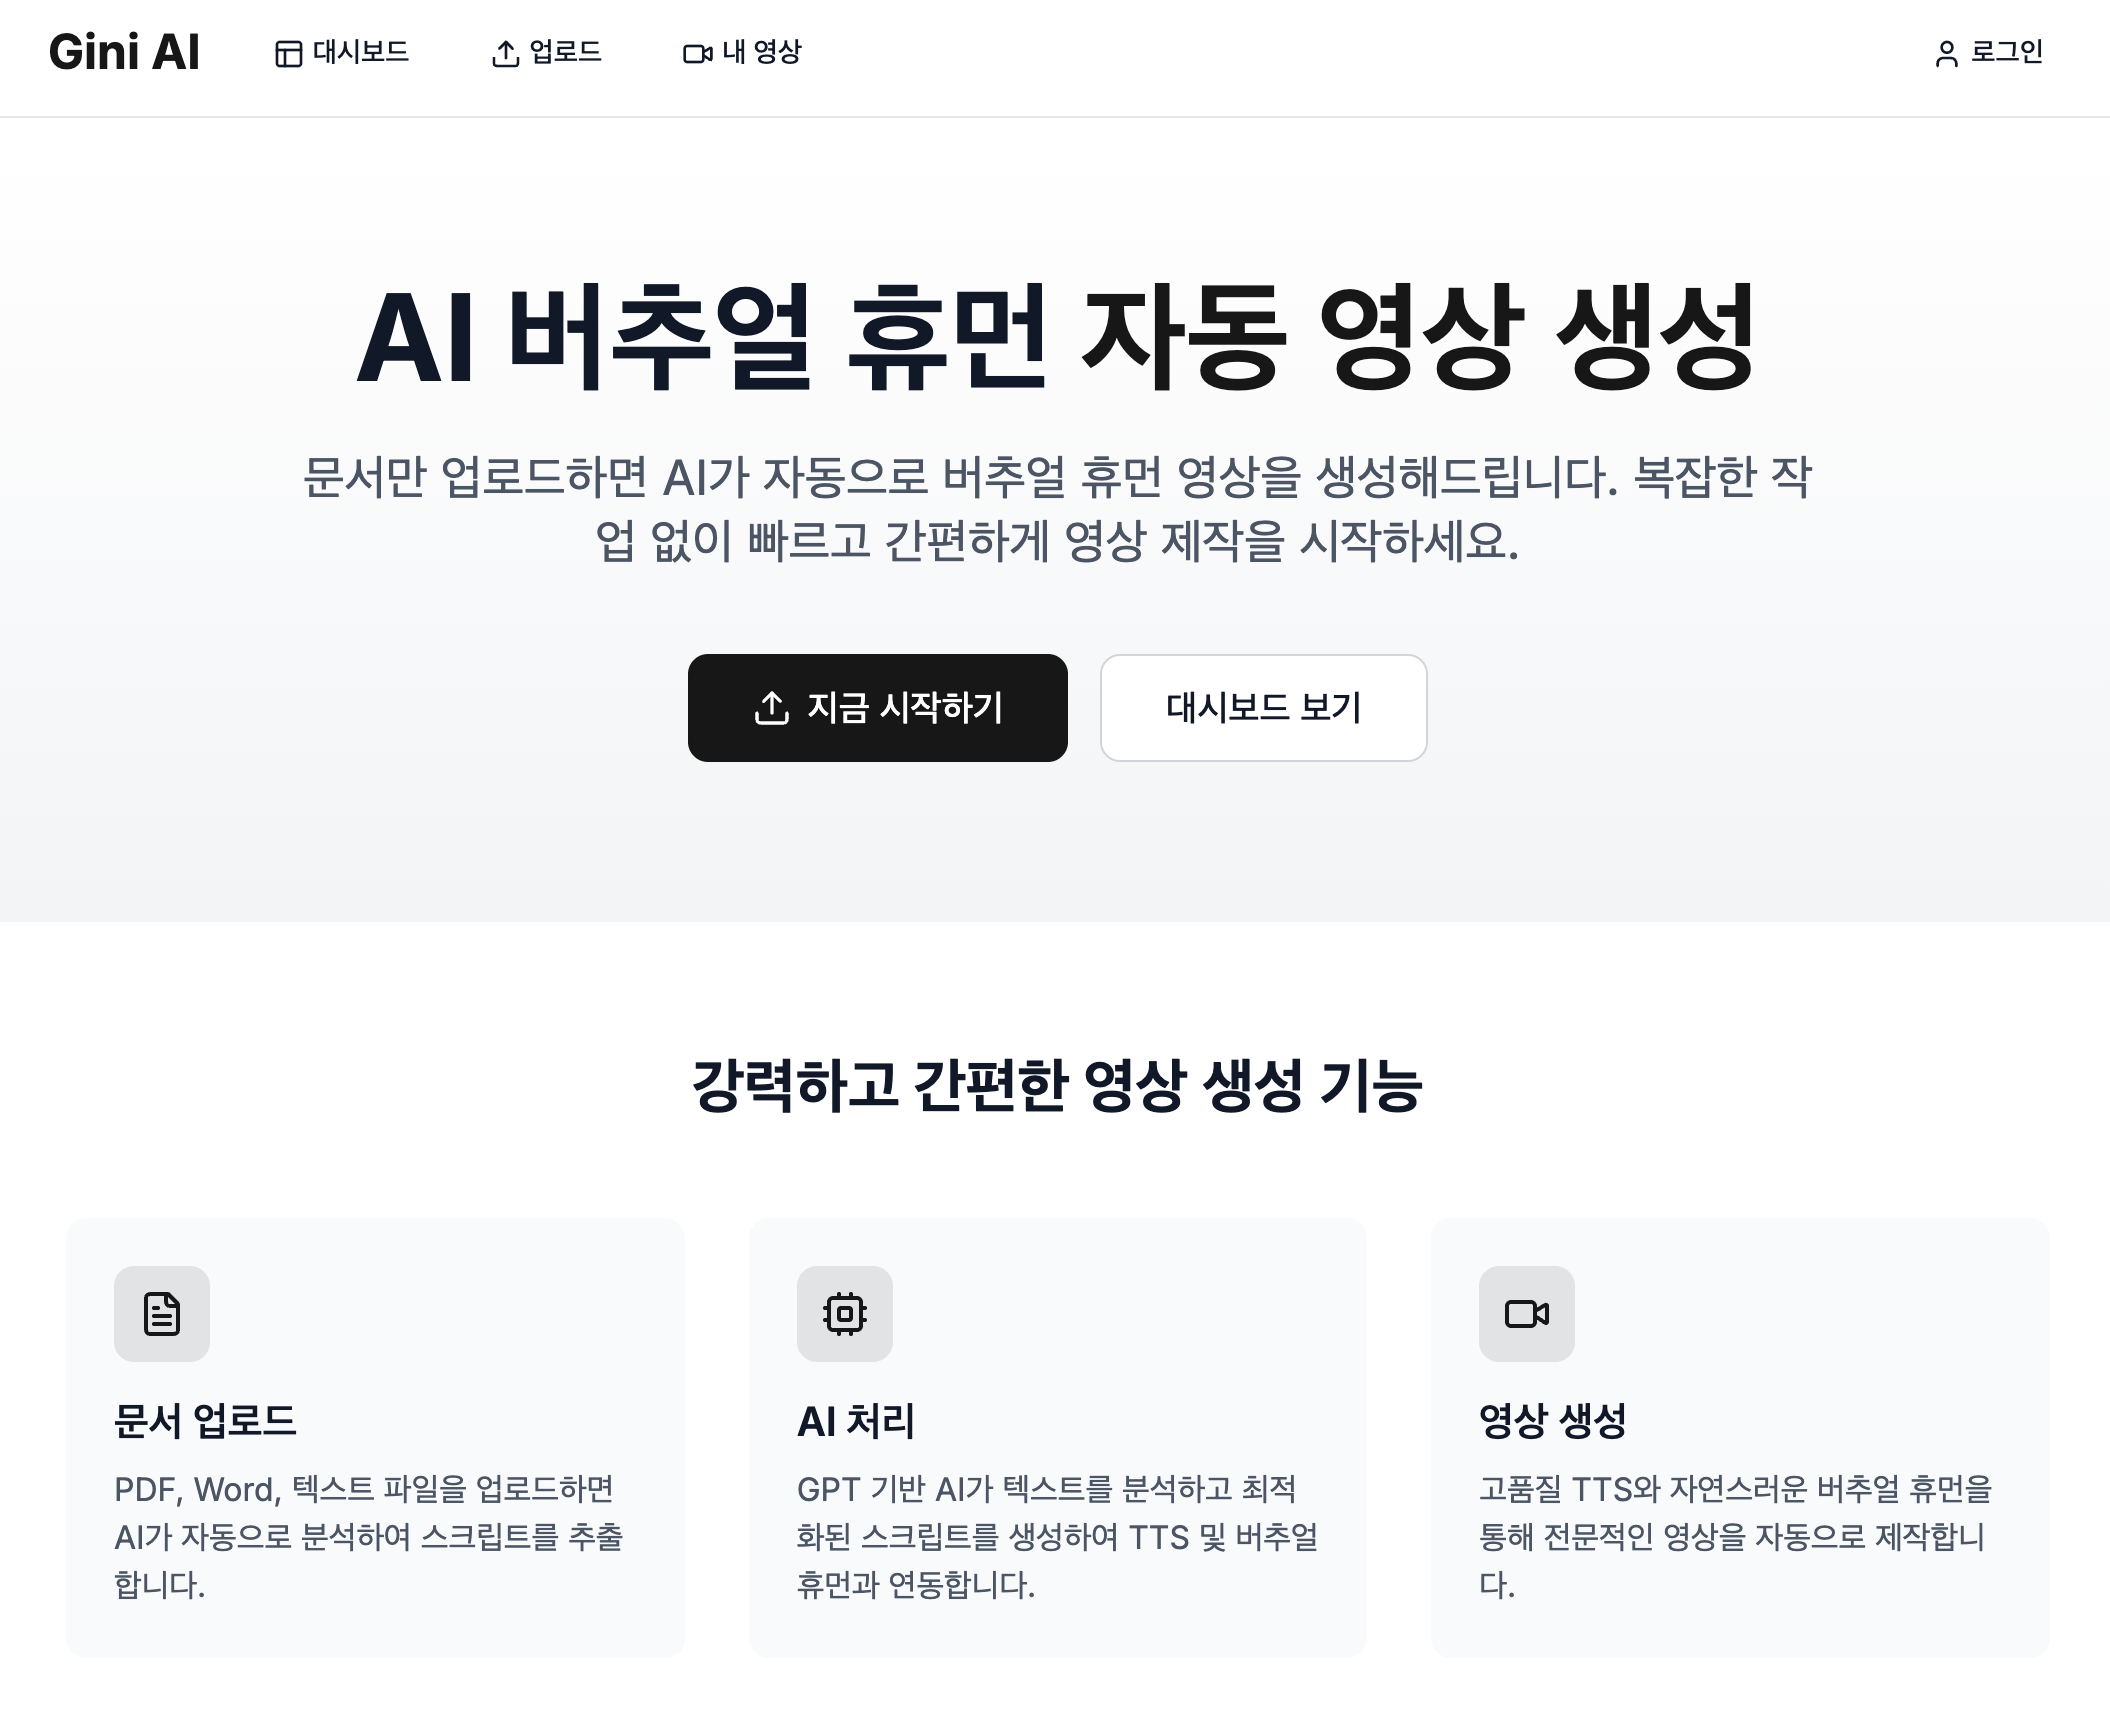 Gini AI
대시보드
업로드
내 영상
로그인
AI 버추얼 휴먼 자동 영상 생성
문서만 업로드하면 AI가 자동으로 버추얼 휴먼 영상을 생성해드립니다. 복잡한 작
업 없이 빠르고 간편하게 영상 제작을 시작하세요.
지금 시작하기
대시보드 보기
강력하고 간편한 영상 생성 기능
문서 업로드
PDF, Word, 텍스트 파일을 업로드하면
AI가 자동으로 분석하여 스크립트를 추출
합니다.
AI 처리
GPT 기반 AI가 텍스트를 분석하고 최적
화된 스크립트를 생성하여 TTS 및 버추얼
휴먼과 연동합니다.
영상 생성
고품질 TTS와 자연스러운 버추얼 휴먼을
통해 전문적인 영상을 자동으로 제작합니
다.